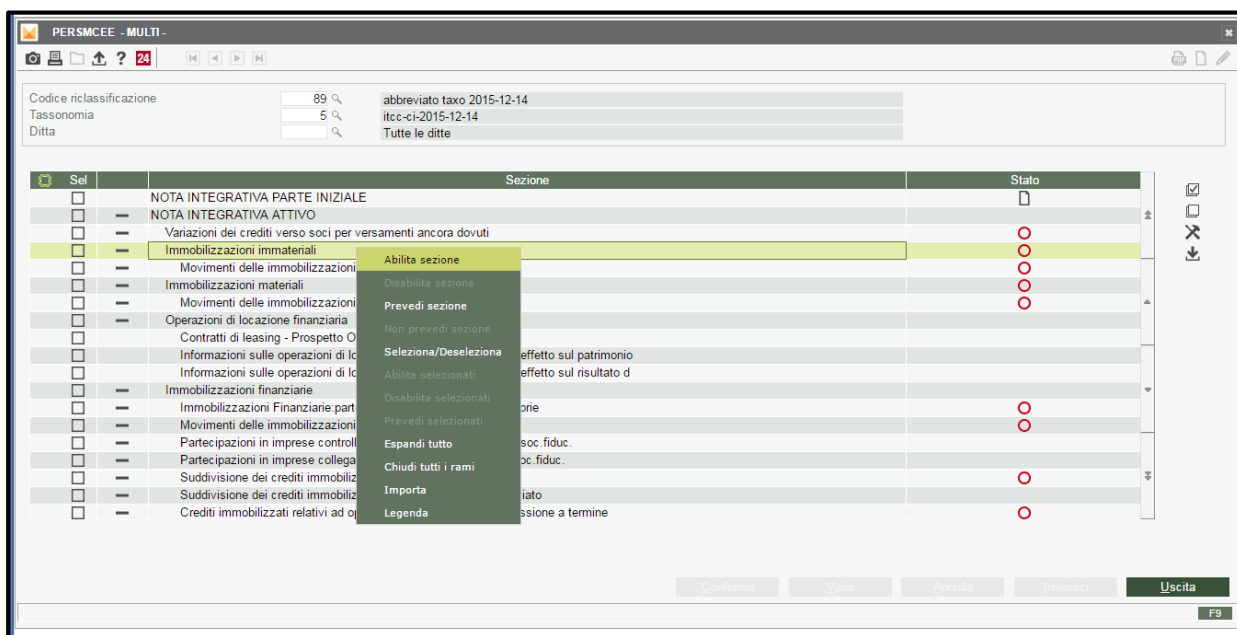 PERSMCEE - MULTI -
? 24
Codice riclassificazione 89 abbreviato taxo 2015-12-14
Tassonomia 5 itcc-ci-2015-12-14
Ditta Tutte le ditte
Sel Sezione Stato
NOTA INTEGRATIVA PARTE INIZIALE
NOTA INTEGRATIVA ATTIVO
Variazioni dei crediti verso soci per versamenti ancora dovuti
Immobilizzazioni immateriali
Movimenti delle immobilizzazioni
Immobilizzazioni materiali
Movimenti delle immobilizzazioni
Operazioni di locazione finanziaria
Contratti di leasing - Prospetto O
Informazioni sulle operazioni di lo effetto sul patrimonio
Informazioni sulle operazioni di lo effetto sul risultato d
Immobilizzazioni finanziarie
Immobilizzazioni Finanziarie:part orie
Movimenti delle immobilizzazioni
Partecipazioni in imprese controll soc.fiduc.
Partecipazioni in imprese collega oc.fiduc.
Suddivisione dei crediti immobiliz
Suddivisione dei crediti immobiliz iato
Crediti immobilizzati relativi ad op ssione a termine
Abilita sezione
Disabilita sezione
Prevedi sezione
Non prevedi sezione
Seleziona/Deseleziona
Abilita selezionati
Disabilita selezionati
Prevedi selezionati
Espandi tutto
Chiudi tutti i rami
Importa
Legenda
Conferma Varia Annulla Inserisci Uscita
F9